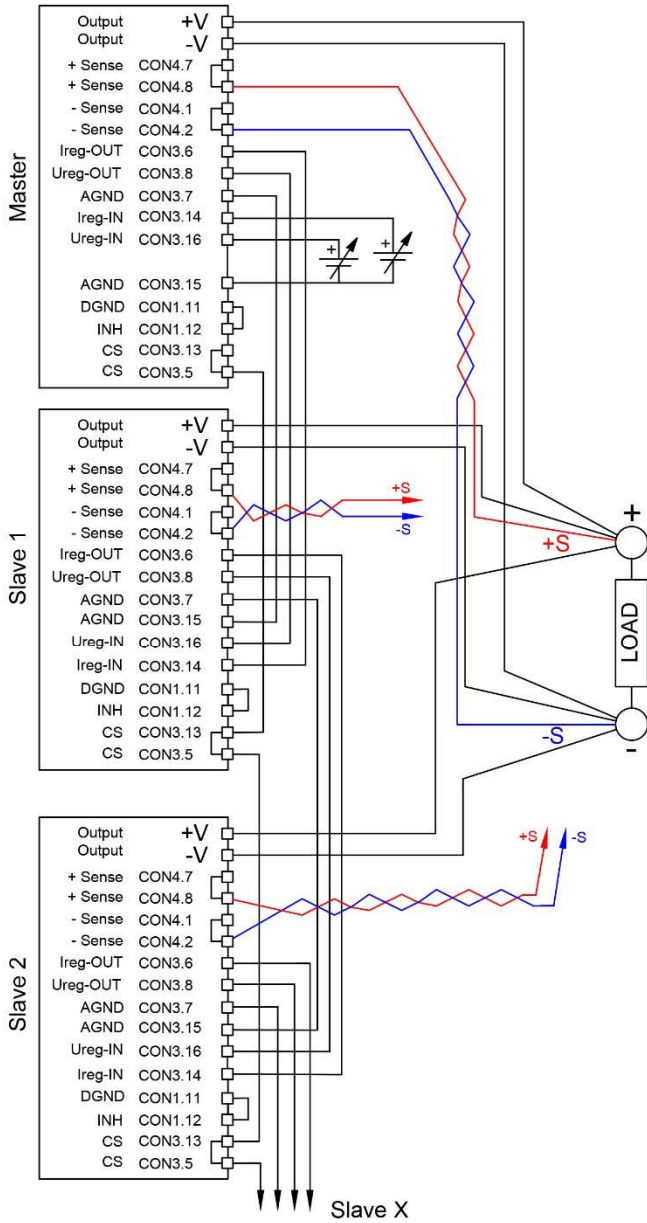 Master
Output +V
Output -V
+ Sense CON4.7
+ Sense CON4.8
- Sense CON4.1
- Sense CON4.2
Ireg-OUT CON3.6
Ureg-OUT CON3.8
AGND CON3.7
Ireg-IN CON3.14
Ureg-IN CON3.16
+ +
AGND CON3.15
DGND CON1.11
INH CON1.12
CS CON3.13
CS CON3.5
Slave 1
Output +V
Output -V
+ Sense CON4.7
+ Sense CON4.8
- Sense CON4.1
- Sense CON4.2
Ireg-OUT CON3.6
Ureg-OUT CON3.8
AGND CON3.7
AGND CON3.15
Ureg-IN CON3.16
Ireg-IN CON3.14
DGND CON1.11
INH CON1.12
CS CON3.13
CS CON3.5
+S
-S
+
+S
LOAD
-S
-
Slave 2
Output +V
Output -V
+ Sense CON4.7
+ Sense CON4.8
- Sense CON4.1
- Sense CON4.2
Ireg-OUT CON3.6
Ureg-OUT CON3.8
AGND CON3.7
AGND CON3.15
Ureg-IN CON3.16
Ireg-IN CON3.14
DGND CON1.11
INH CON1.12
CS CON3.13
CS CON3.5
+S -S
Slave X